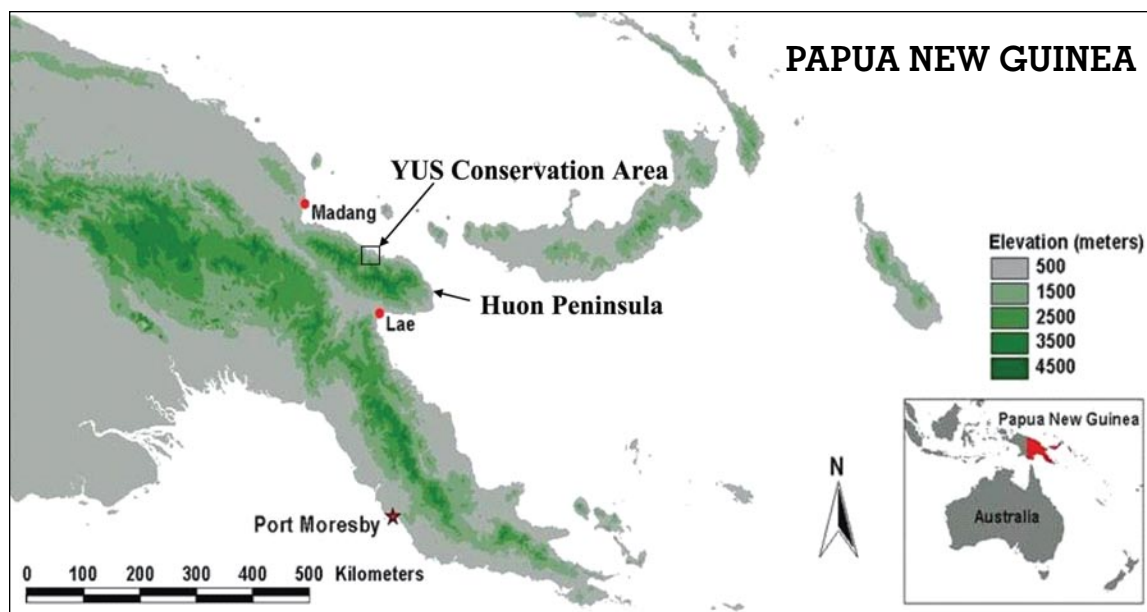 PAPUA NEW GUINEA
YUS Conservation Area
Madang
Huon Peninsula
Lae
Elevation (meters)
500
1500
2500
3500
4500
Papua New Guinea
Australia
N
Port Moresby
0 100 200 300 400 500 Kilometers